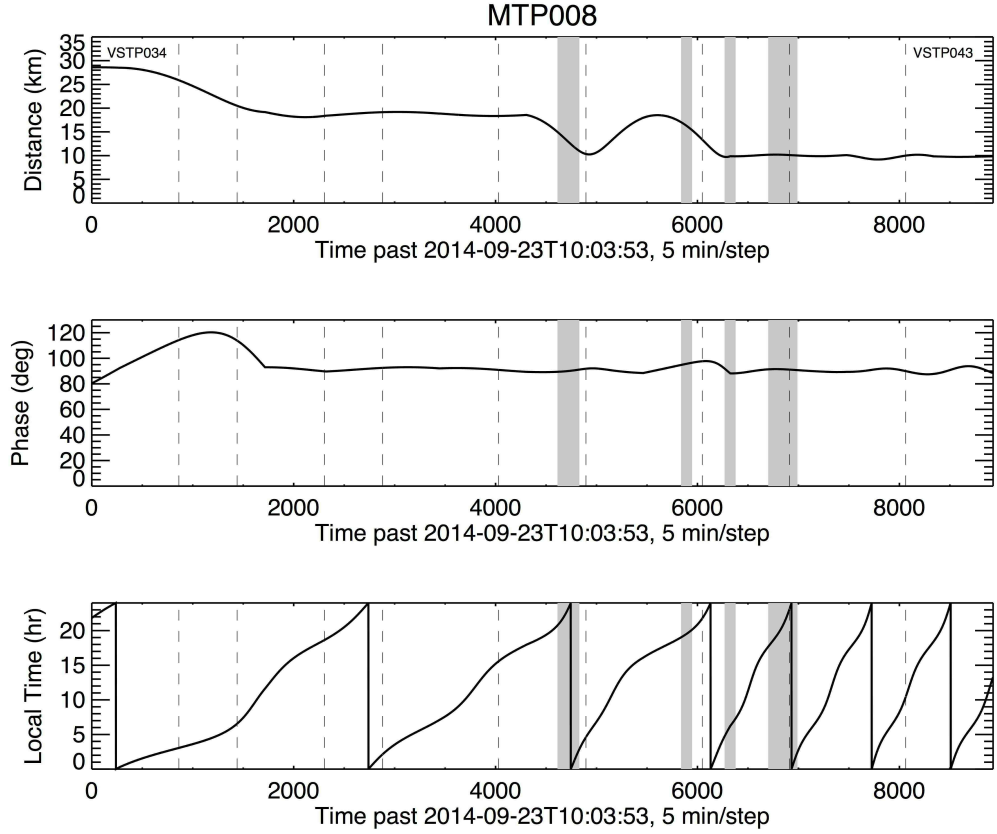 MTP008
Distance (km)
35
30
25
20
15
10
5
0
VSTP034
VSTP043
0 2000 4000 6000 8000
Time past 2014-09-23T10:03:53, 5 min/step
Phase (deg)
120
100
80
60
40
20
0
0 2000 4000 6000 8000
Time past 2014-09-23T10:03:53, 5 min/step
Local Time (hr)
20
15
10
5
0
0 2000 4000 6000 8000
Time past 2014-09-23T10:03:53, 5 min/step